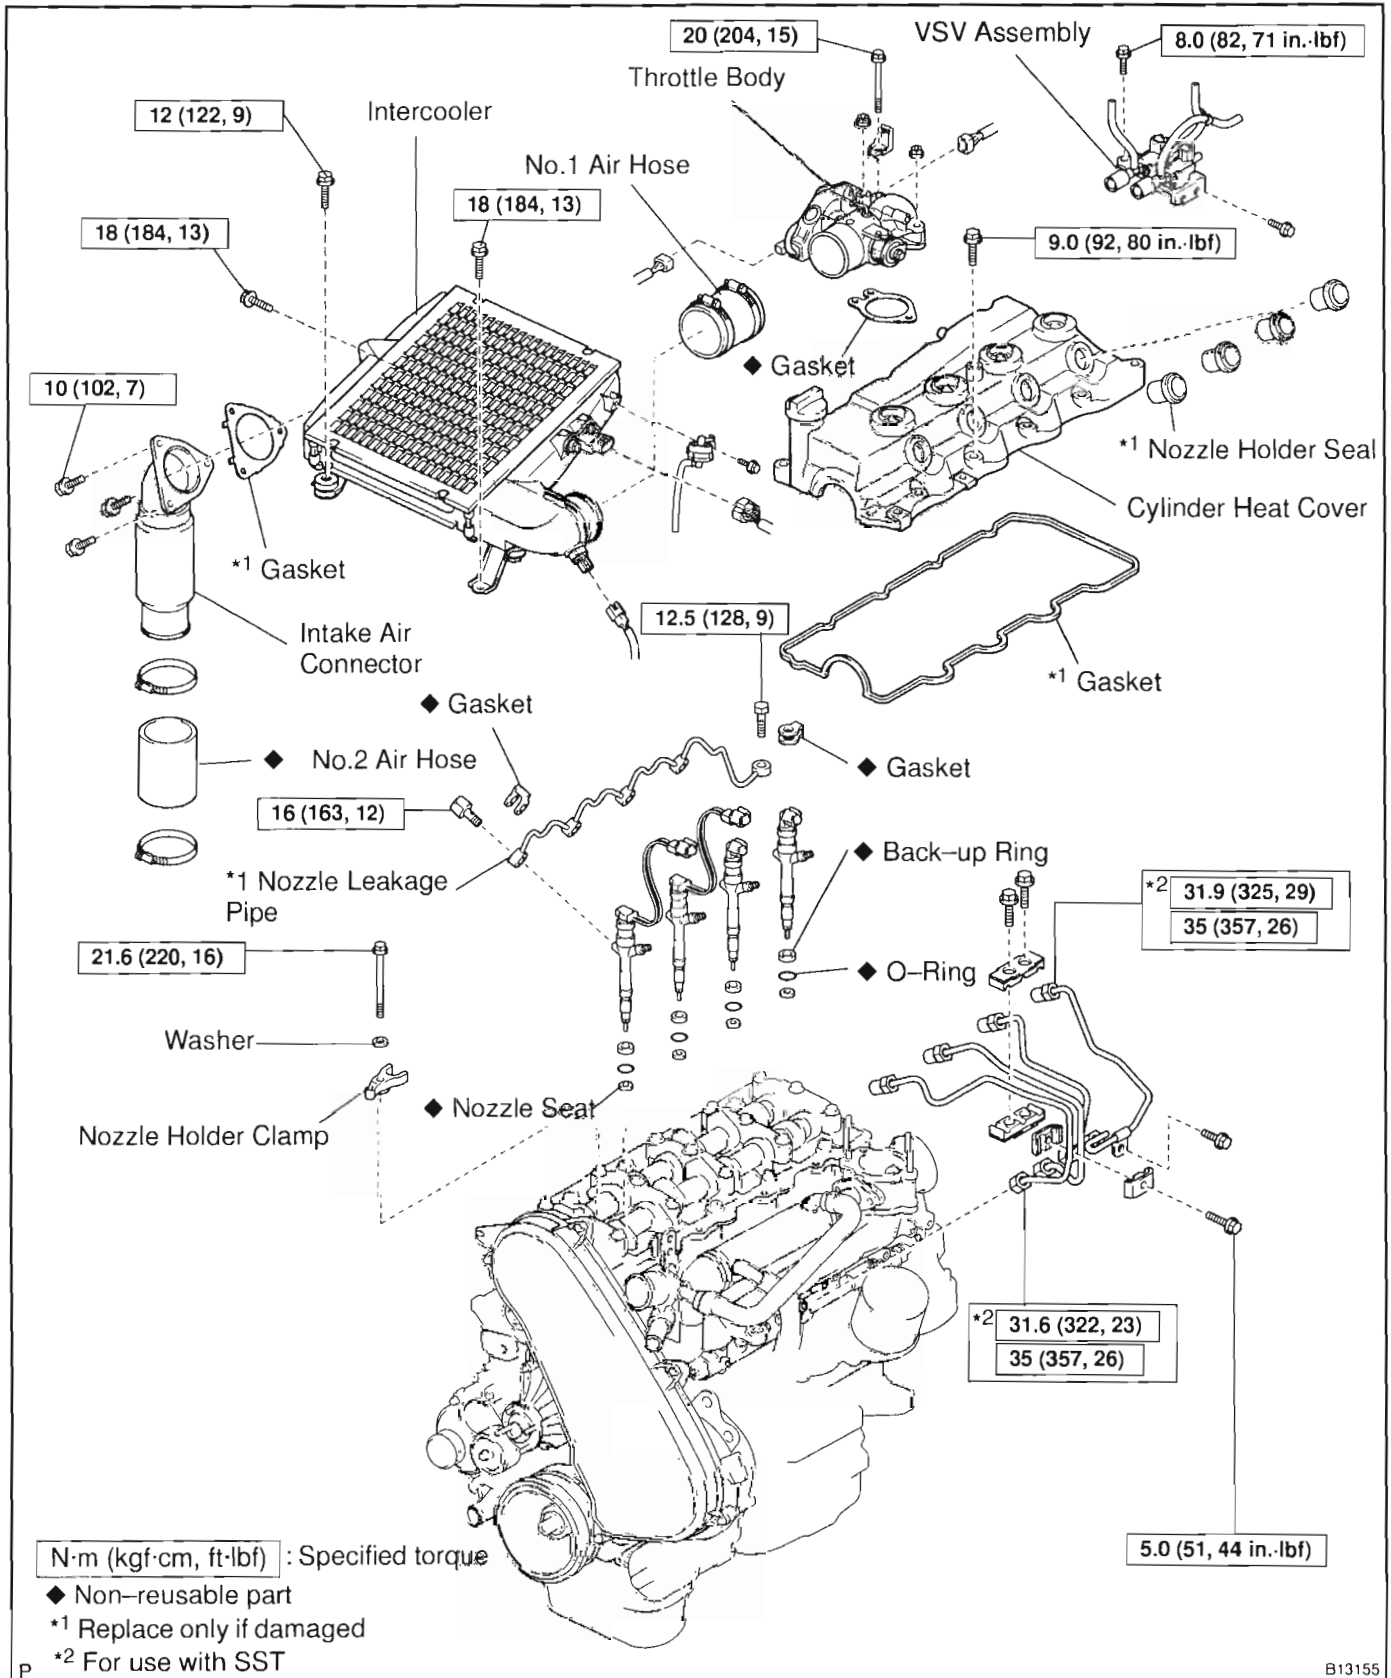 20 (204, 15)
VSV Assembly
8.0 (82, 71 in.·lbf)
Throttle Body
12 (122, 9)
Intercooler
No.1 Air Hose
18 (184, 13)
18 (184, 13)
9.0 (92, 80 in.·lbf)
10 (102, 7)
◆ Gasket
*1 Nozzle Holder Seal
Cylinder Heat Cover
*1 Gasket
12.5 (128, 9)
Intake Air
Connector
*1 Gasket
◆ Gasket
◆ No.2 Air Hose
◆ Gasket
16 (163, 12)
◆ Back–up Ring
*1 Nozzle Leakage
Pipe
*2 31.9 (325, 29)
35 (357, 26)
21.6 (220, 16)
◆ O–Ring
Washer
◆ Nozzle Seat
Nozzle Holder Clamp
*2 31.6 (322, 23)
35 (357, 26)
5.0 (51, 44 in.·lbf)
N·m (kgf·cm, ft·lbf) : Specified torque
◆ Non–reusable part
*1 Replace only if damaged
*2 For use with SST
P
B13155